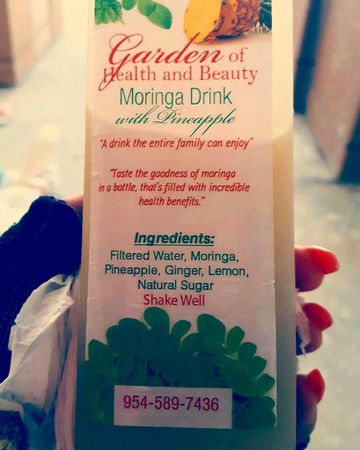 Garden of
Health and Beauty
Moringa Drink
with Pineapple
"A drink the entire family can enjoy"
"Taste the goodness of moringa
in a bottle, that's filled with incredible
health benefits."
Ingredients:
Filtered Water, Moringa,
Pineapple, Ginger, Lemon,
Natural Sugar
Shake Well
954-589-7436